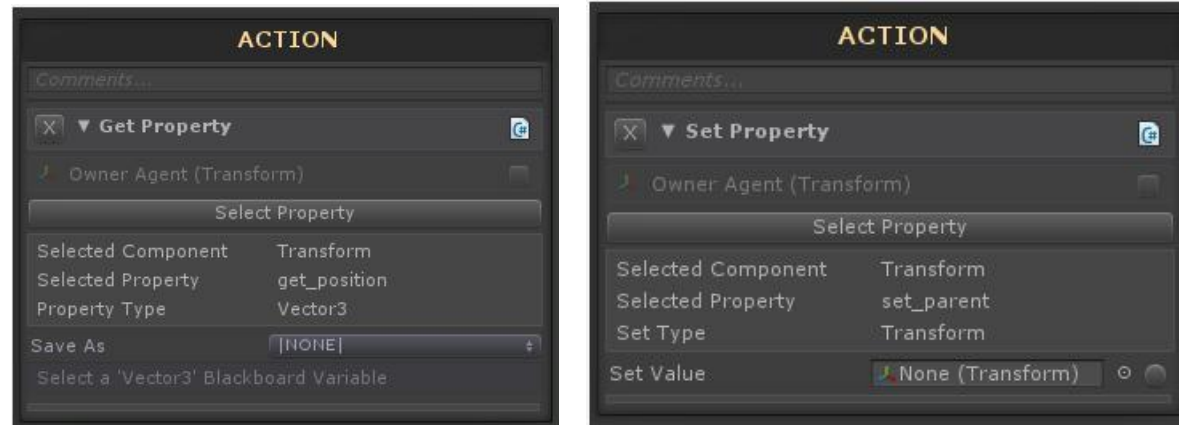 ACTION
Comments...
X ▼ Get Property
Owner Agent (Transform)
Select Property
Selected Component Transform
Selected Property get_position
Property Type Vector3
Save As |NONE|
Select a 'Vector3' Blackboard Variable
ACTION
Comments...
X ▼ Set Property
Owner Agent (Transform)
Select Property
Selected Component Transform
Selected Property set_parent
Set Type Transform
Set Value None (Transform)